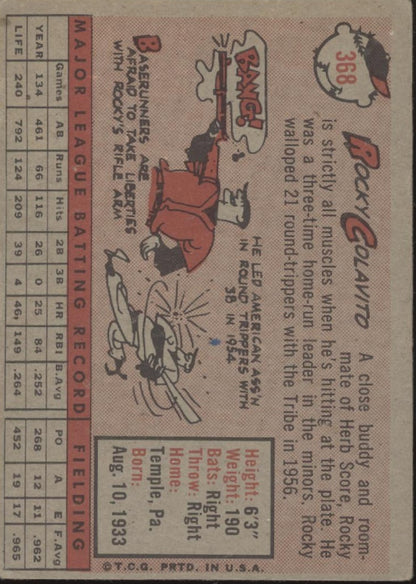 368
ROCKY COLAVITO A close buddy and room-
mate of Herb Score, Rocky
is strictly all muscles when he's hitting at the plate. He
was a three-time home-run leader in the minors. Rocky
walloped 21 round-trippers with the Tribe in 1956.
BANG!
BASERUNNERS ARE
AFRAID TO TAKE LIBERTIES
WITH ROCKY'S RIFLE ARM
HE LED AMERICAN ASS'N
IN ROUND TRIPPERS WITH
38 IN 1954
Height: 6'3"
Weight: 190
Bats: Right
Throw: Right
Home:
Temple, Pa.
Born:
Aug. 10, 1933
MAJOR LEAGUE BATTING RECORD FIELDING
Games AB Runs Hits 2B 3B HR RBI B.Avg PO A E F.Avg
YEAR 134 461 66 116 26 0 25 84 .252 268 12 11 .962
LIFE 240 792 124 209 39 4 46 149 .264 452 19 17 .965
© T.C.G. PRTD. IN U.S.A.